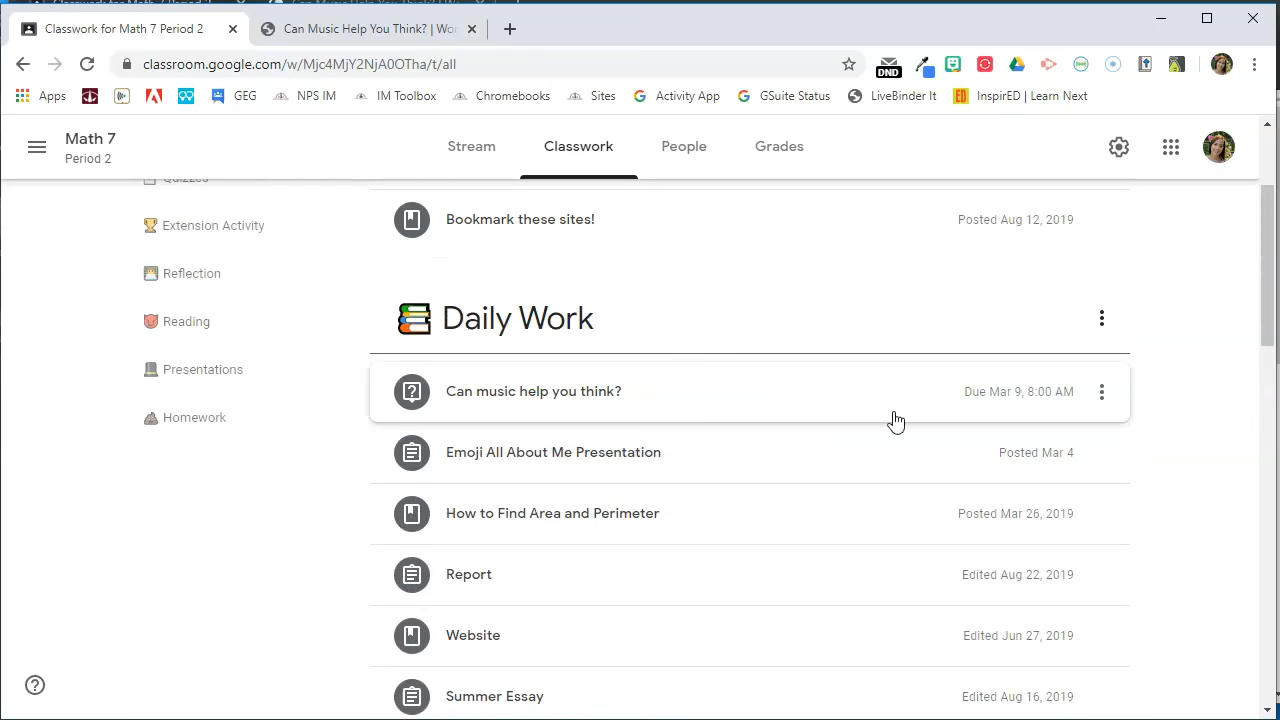 Classwork for Math 7 Period 2
Can Music Help You Think? | Wor
classroom.google.com/w/Mjc4MjY2NjA0OTha/t/all
DND
Apps
GEG
NPS IM
IM Toolbox
Chromebooks
Sites
Activity App
GSuite Status
LiveBinder It
InspirED | Learn Next
Math 7
Period 2
Stream
Classwork
People
Grades
Quizzes
Extension Activity
Reflection
Reading
Presentations
Homework
Bookmark these sites!
Posted Aug 12, 2019
Daily Work
Can music help you think?
Due Mar 9, 8:00 AM
Emoji All About Me Presentation
Posted Mar 4
How to Find Area and Perimeter
Posted Mar 26, 2019
Report
Edited Aug 22, 2019
Website
Edited Jun 27, 2019
Summer Essay
Edited Aug 16, 2019